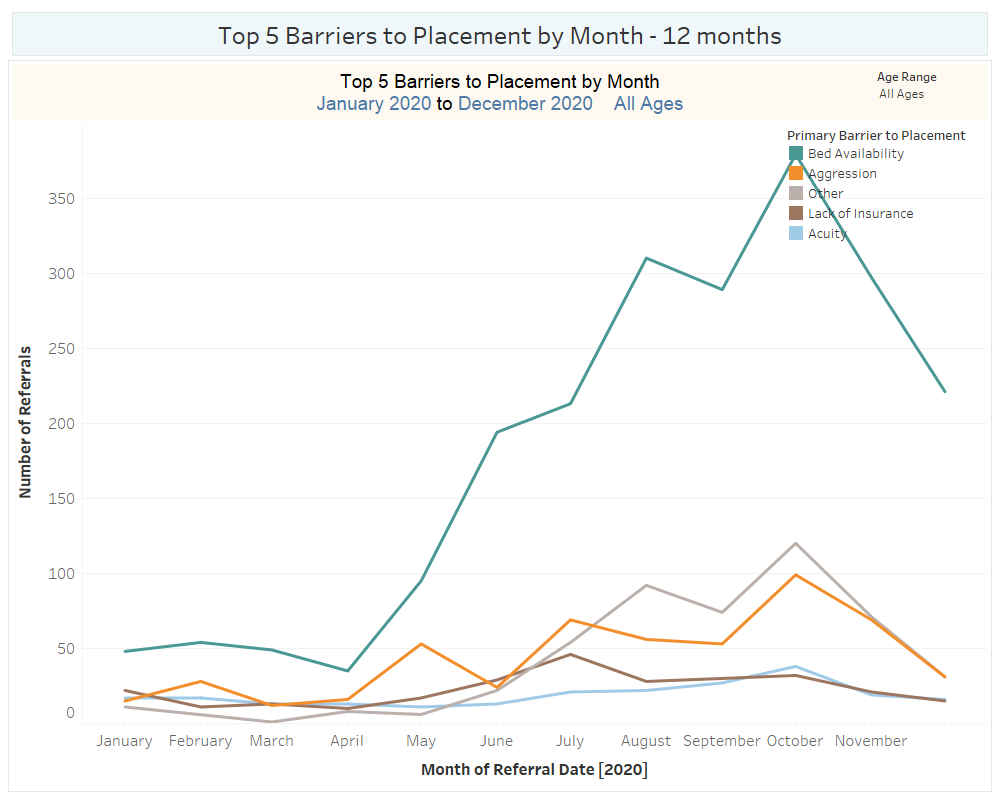 Top 5 Barriers to Placement by Month - 12 months
Top 5 Barriers to Placement by Month
January 2020 to December 2020 All Ages
Age Range
All Ages
Primary Barrier to Placement
Bed Availability
Aggression
Other
Lack of Insurance
Acuity
350
300
250
200
150
100
50
0
Number of Referrals
January February March April May June July August September October November
Month of Referral Date [2020]